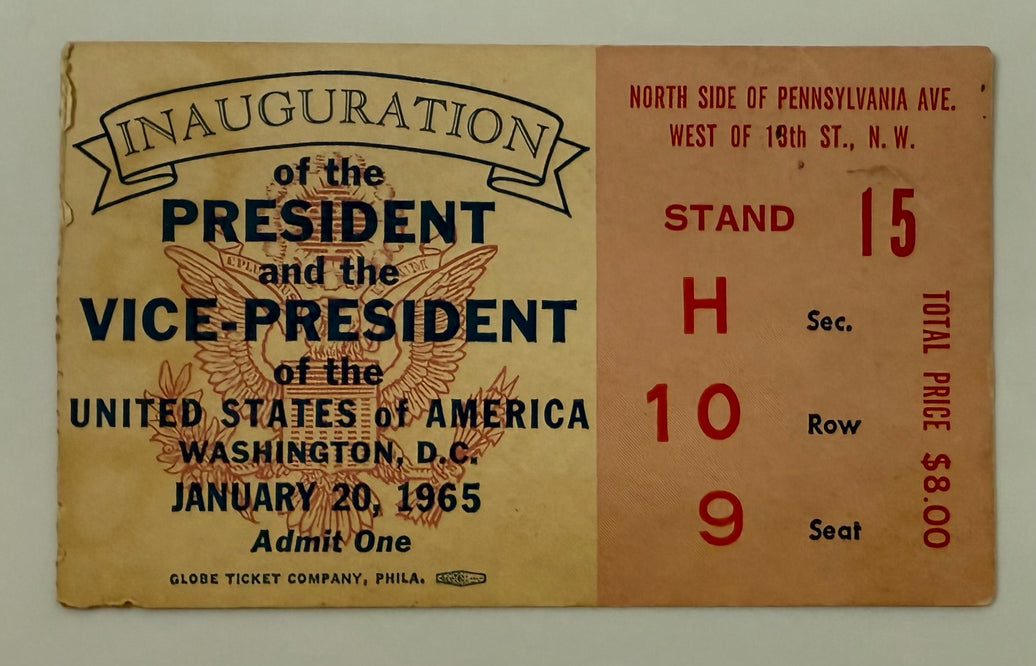 INAUGURATION
of the
PRESIDENT
and the
VICE-PRESIDENT
of the
UNITED STATES of AMERICA
WASHINGTON, D.C.
JANUARY 20, 1965
Admit One
GLOBE TICKET COMPANY, PHILA.
NORTH SIDE OF PENNSYLVANIA AVE.
WEST OF ST., N. W.
STAND 15
H Sec.
10 Row
9 Seat
TOTAL PRICE $8.00